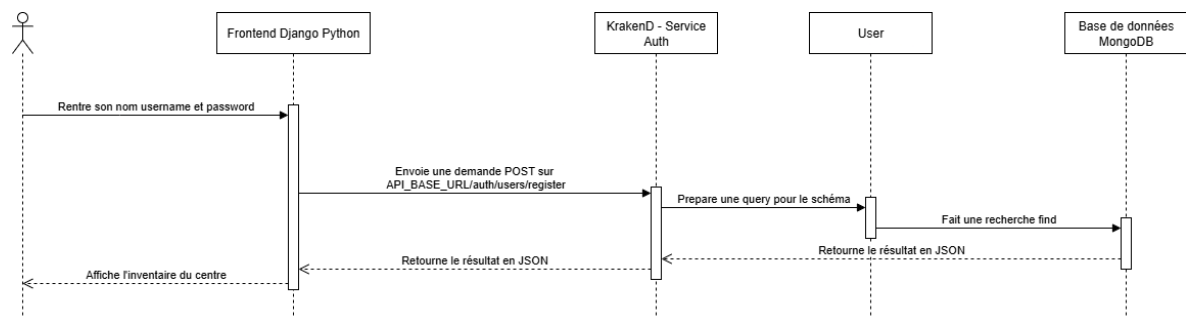 Frontend Django Python
KrakenD - Service
Auth
User
Base de données
MongoDB
Rentre son nom username et password
Envoie une demande POST sur
API_BASE_URL/auth/users/register
Prepare une query pour le schéma
Fait une recherche find
Retourne le résultat en JSON
Retourne le résultat en JSON
Affiche l'inventaire du centre